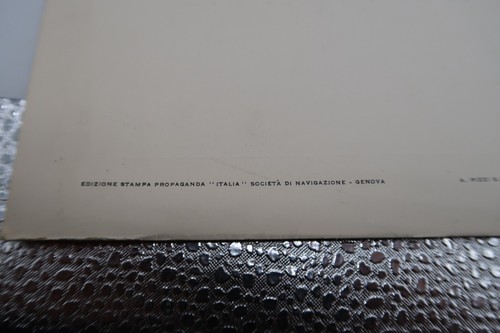 EDIZIONE STAMPA PROPAGANDA "ITALIA" SOCIETÀ DI NAVIGAZIONE - GENOVA